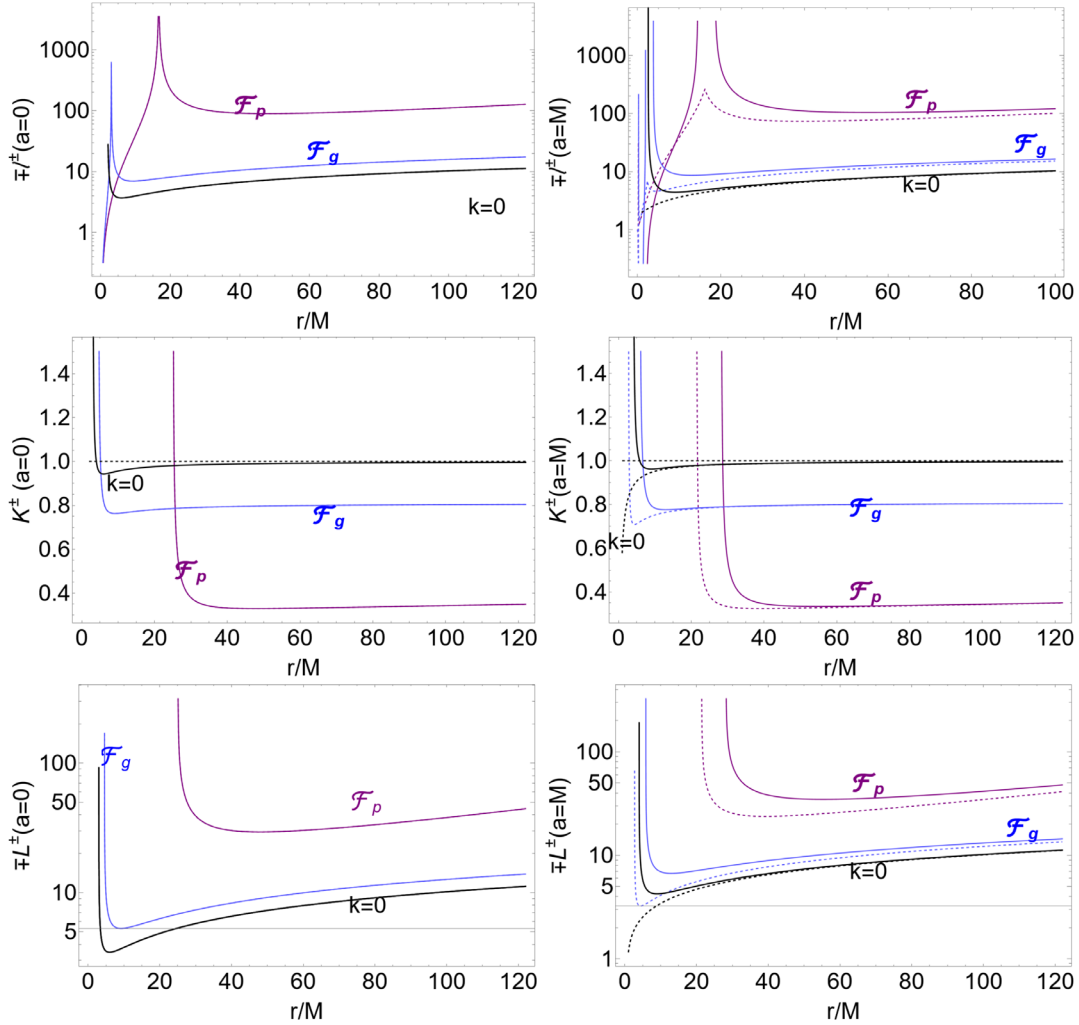 ∓ℓ±(a=0)
1000
100
10
1
ℱp
ℱg
k=0
0 20 40 60 80 100 120
r/M
∓ℓ±(a=M)
1000
100
10
1
ℱp
ℱg
k=0
0 20 40 60 80 100
r/M
K±(a=0)
1.4
1.2
1.0
0.8
0.6
0.4
k=0
ℱg
ℱp
0 20 40 60 80 100 120
r/M
K±(a=M)
1.4
1.2
1.0
0.8
0.6
0.4
k=0
ℱg
ℱp
0 20 40 60 80 100 120
r/M
∓L±(a=0)
100
50
10
5
ℱg
ℱp
k=0
0 20 40 60 80 100 120
r/M
∓L±(a=M)
100
50
10
5
1
ℱp
ℱg
k=0
0 20 40 60 80 100 120
r/M